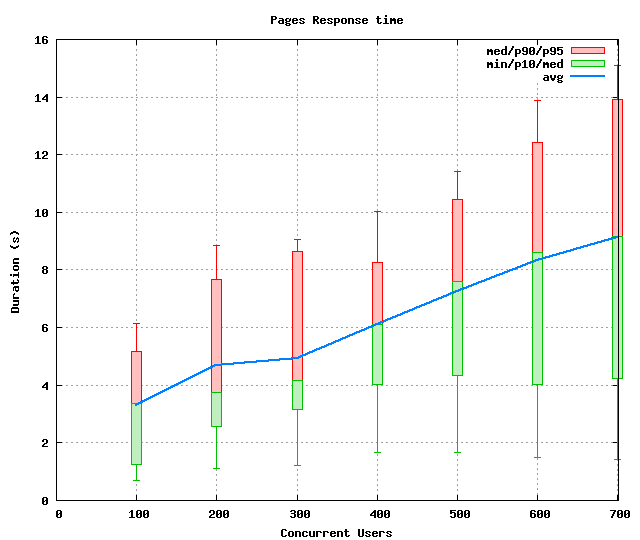 Pages Response time
med/p90/p95
min/p10/med
avg
16
14
12
10
8
6
4
2
0
Duration (s)
0 100 200 300 400 500 600 700
Concurrent Users